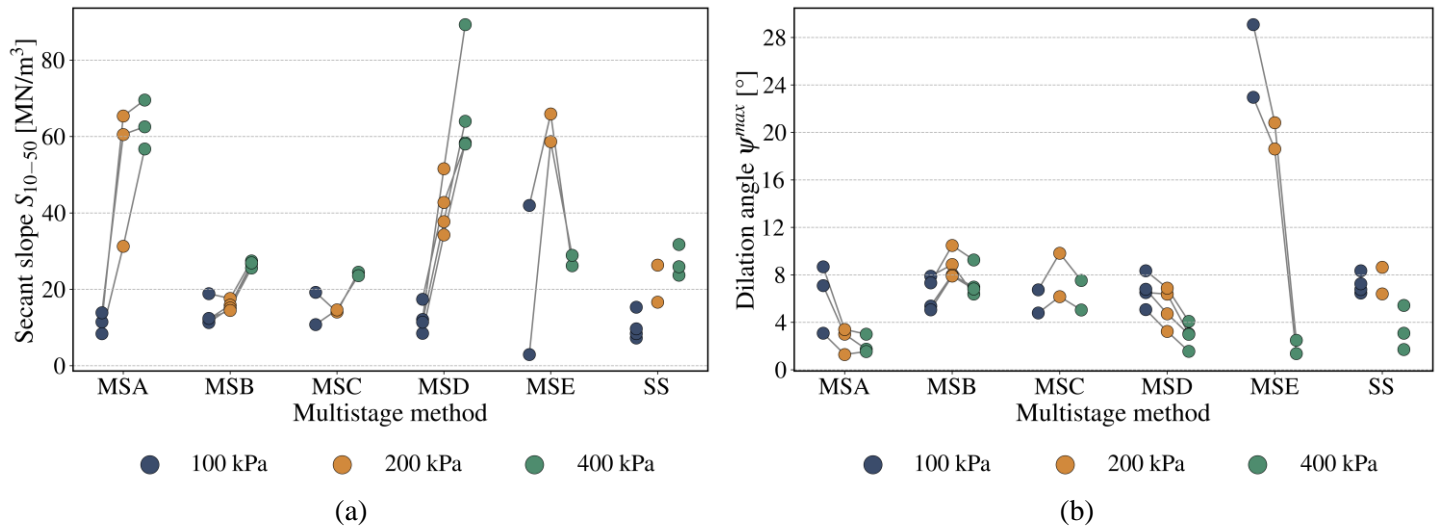 Secant slope S10−50 [MN/m³]
80
60
40
20
0
MSA MSB MSC MSD MSE SS
Multistage method
100 kPa 200 kPa 400 kPa
(a)
Dilation angle ψmax [°]
28
24
20
16
12
8
4
0
MSA MSB MSC MSD MSE SS
Multistage method
100 kPa 200 kPa 400 kPa
(b)